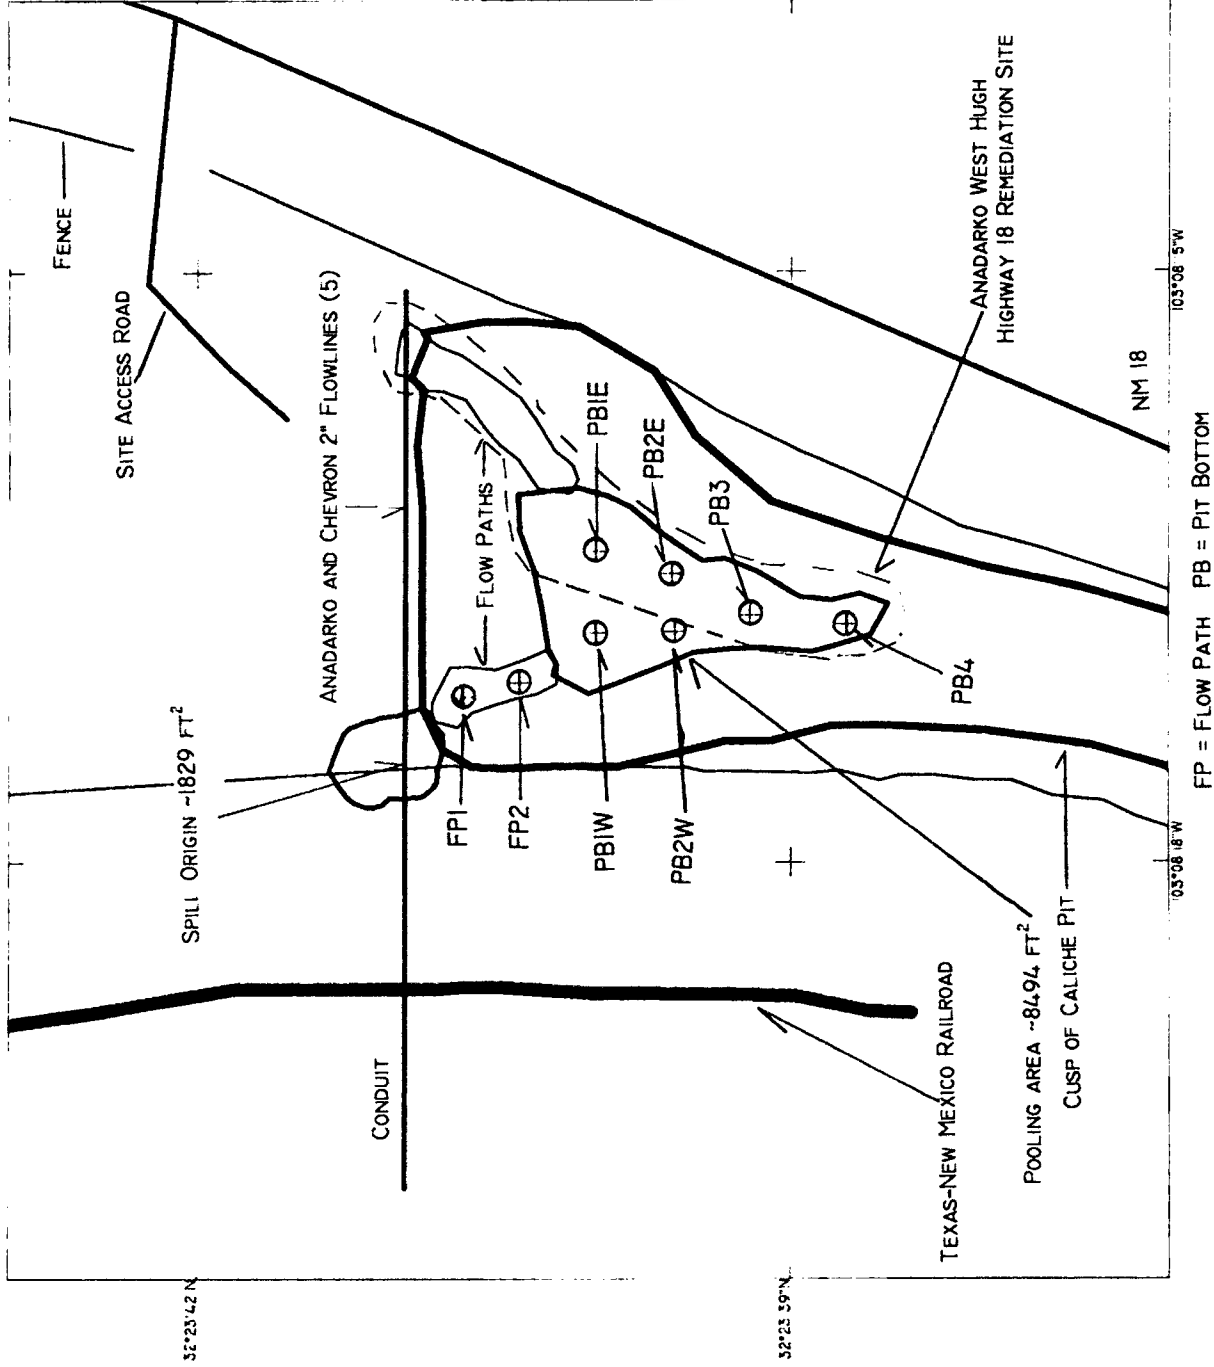 FENCE
SITE ACCESS ROAD
ANADARKO AND CHEVRON 2" FLOWLINES (5)
SPILL ORIGIN ~1829 FT²
CONDUIT
FLOW PATHS
FP1
FP2
PB1W
PB2W
PB1E
PB2E
PB3
PB4
ANADARKO WEST HUGH
HIGHWAY 18 REMEDIATION SITE
NM 18
TEXAS-NEW MEXICO RAILROAD
POOLING AREA ~8494 FT²
CUSP OF CALICHE PIT
32°23'42 N
32°23 39"N
103°08 5"W
03°08 18"W
FP = FLOW PATH PB = PIT BOTTOM